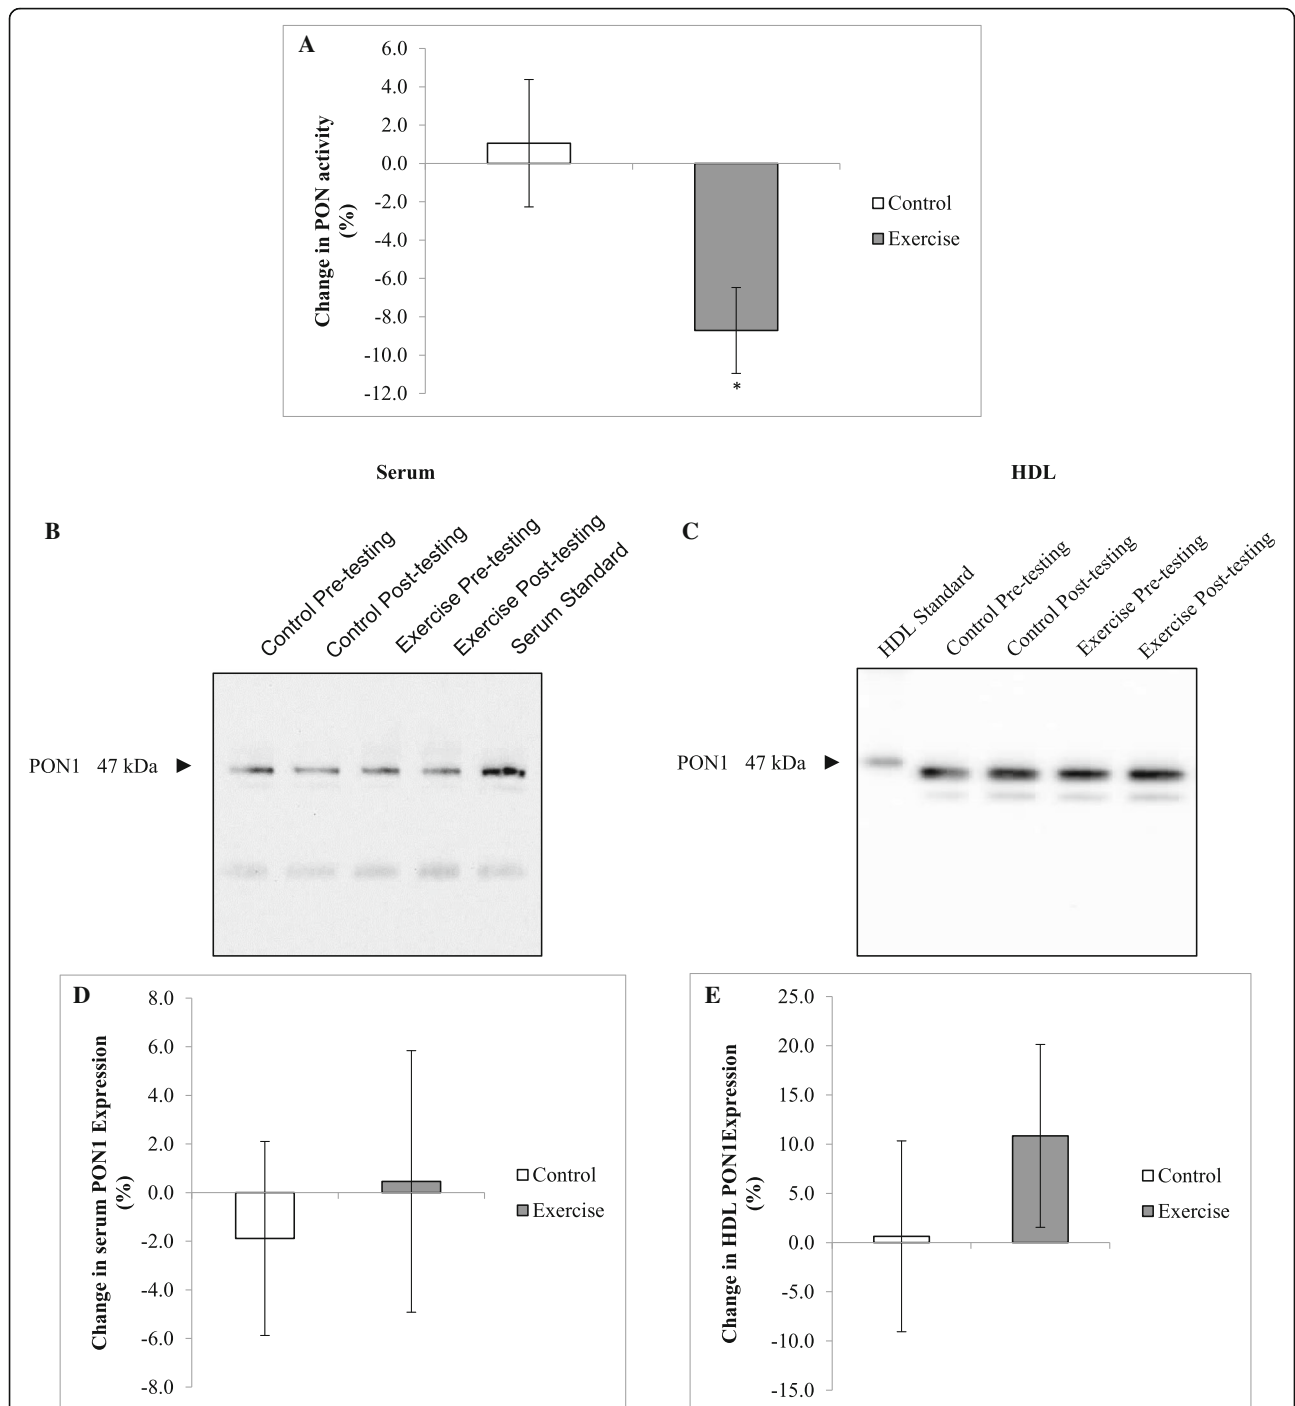 A
6.0
4.0
2.0
0.0
-2.0
-4.0
-6.0
-8.0
-10.0
-12.0
Change in PON activity
(%)
Control
Exercise
*
Serum
HDL
B
Control Pre-testing
Control Post-testing
Exercise Pre-testing
Exercise Post-testing
Serum Standard
PON1 47 kDa ►
C
HDL Standard
Control Pre-testing
Control Post-testing
Exercise Pre-testing
Exercise Post-testing
PON1 47 kDa ►
D
8.0
6.0
4.0
2.0
0.0
-2.0
-4.0
-6.0
-8.0
Change in serum PON1 Expression
(%)
Control
Exercise
E
25.0
20.0
15.0
10.0
5.0
0.0
-5.0
-10.0
-15.0
Change in HDL PON1Expression
(%)
Control
Exercise